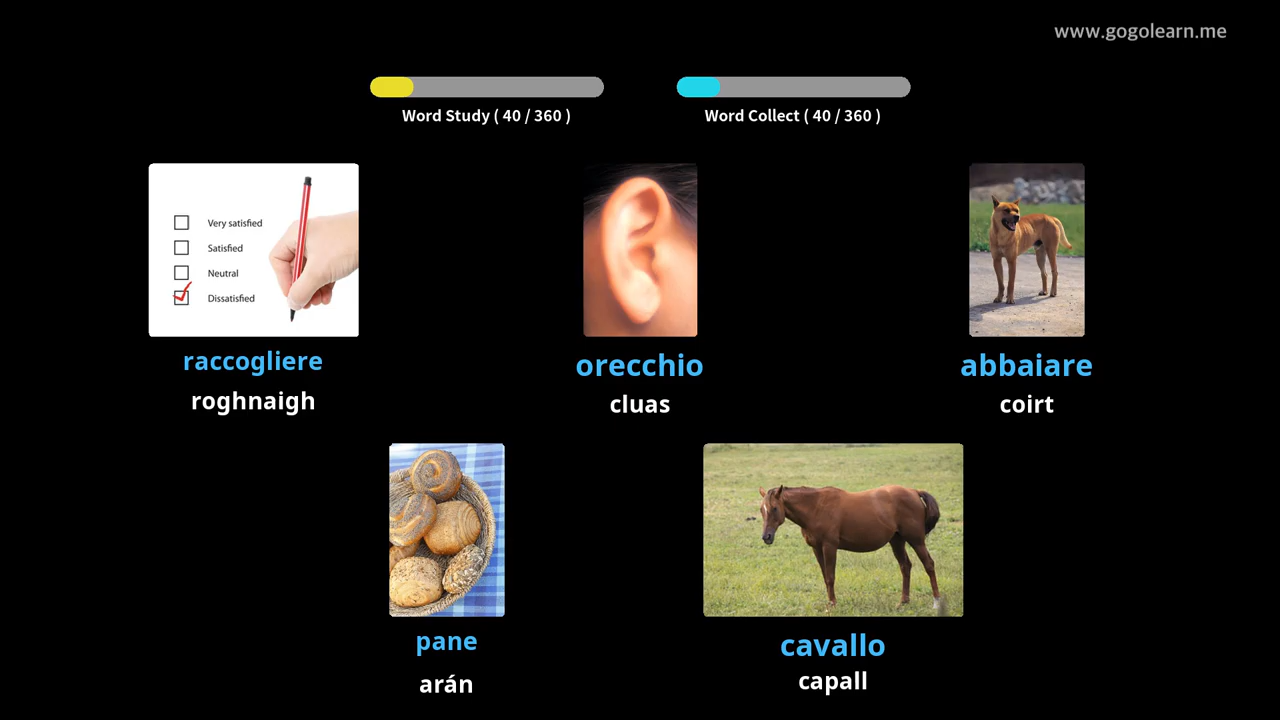 www.gogolearn.me
Word Study ( 40 / 360 )
Word Collect ( 40 / 360 )
Very satisfied
Satisfied
Neutral
Dissatisfied
raccogliere
roghnaigh
orecchio
cluas
abbaiare
coirt
pane
arán
cavallo
capall